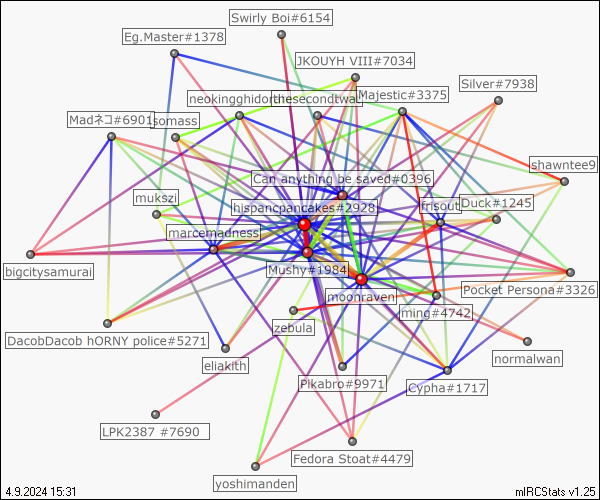 Swirly Boi#6154
Eg.Master#1378
JKOUYH VIII#7034
Silver#7938
neokingghidorathesecondtwa
Majestic#3375
Madネコ#6901
somass
shawntee9
Can anything be saved#0396
mukszi
hispancpancakes#2928
frisout
Duck#1245
marcemadness
Mushy#1984
bigcitysamurai
moonraven
Pocket Persona#3326
ming#4742
zebula
DacobDacob hORNY police#5271
normalwan
eliakith
Pikabro#9971
Cypha#1717
LPK2387 #7690
Fedora Stoat#4479
yoshimanden
4.9.2024 15:31
mIRCStats v1.25